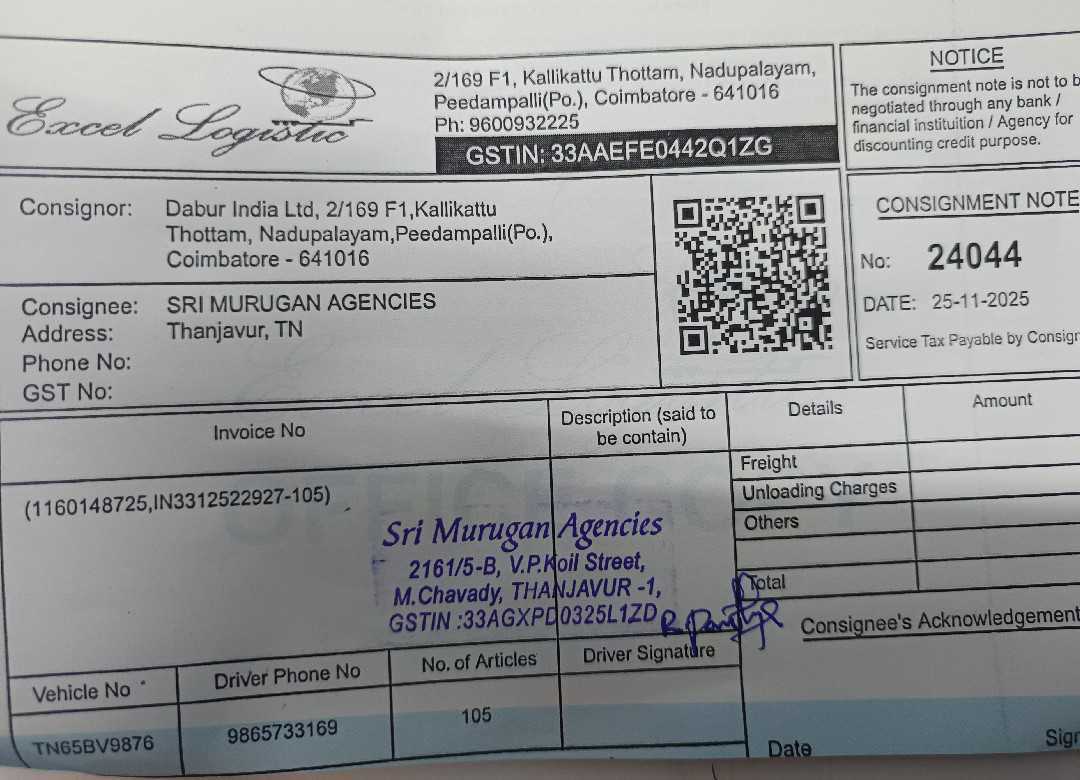 Excel Logistic
2/169 F1, Kallikattu Thottam, Nadupalayam,
Peedampalli(Po.), Coimbatore - 641016
Ph: 9600932225
GSTIN: 33AAEFE0442Q1ZG
NOTICE
The consignment note is not to b
negotiated through any bank /
financial instituition / Agency for
discounting credit purpose.
Consignor: Dabur India Ltd, 2/169 F1,Kallikattu
Thottam, Nadupalayam,Peedampalli(Po.),
Coimbatore - 641016
CONSIGNMENT NOTE
No: 24044
DATE: 25-11-2025
Service Tax Payable by Consign
Consignee: SRI MURUGAN AGENCIES
Address: Thanjavur, TN
Phone No:
GST No:
Invoice No
Description (said to
be contain)
Details Amount
Freight
Unloading Charges
Others
Total
(1160148725,IN3312522927-105)
Sri Murugan Agencies
2161/5-B, V.P.Koil Street,
M.Chavady, THANJAVUR -1,
GSTIN :33AGXPD0325L1ZD
Consignee's Acknowledgement
Vehicle No Driver Phone No No. of Articles Driver Signature
TN65BV9876 9865733169 105
Date Sign